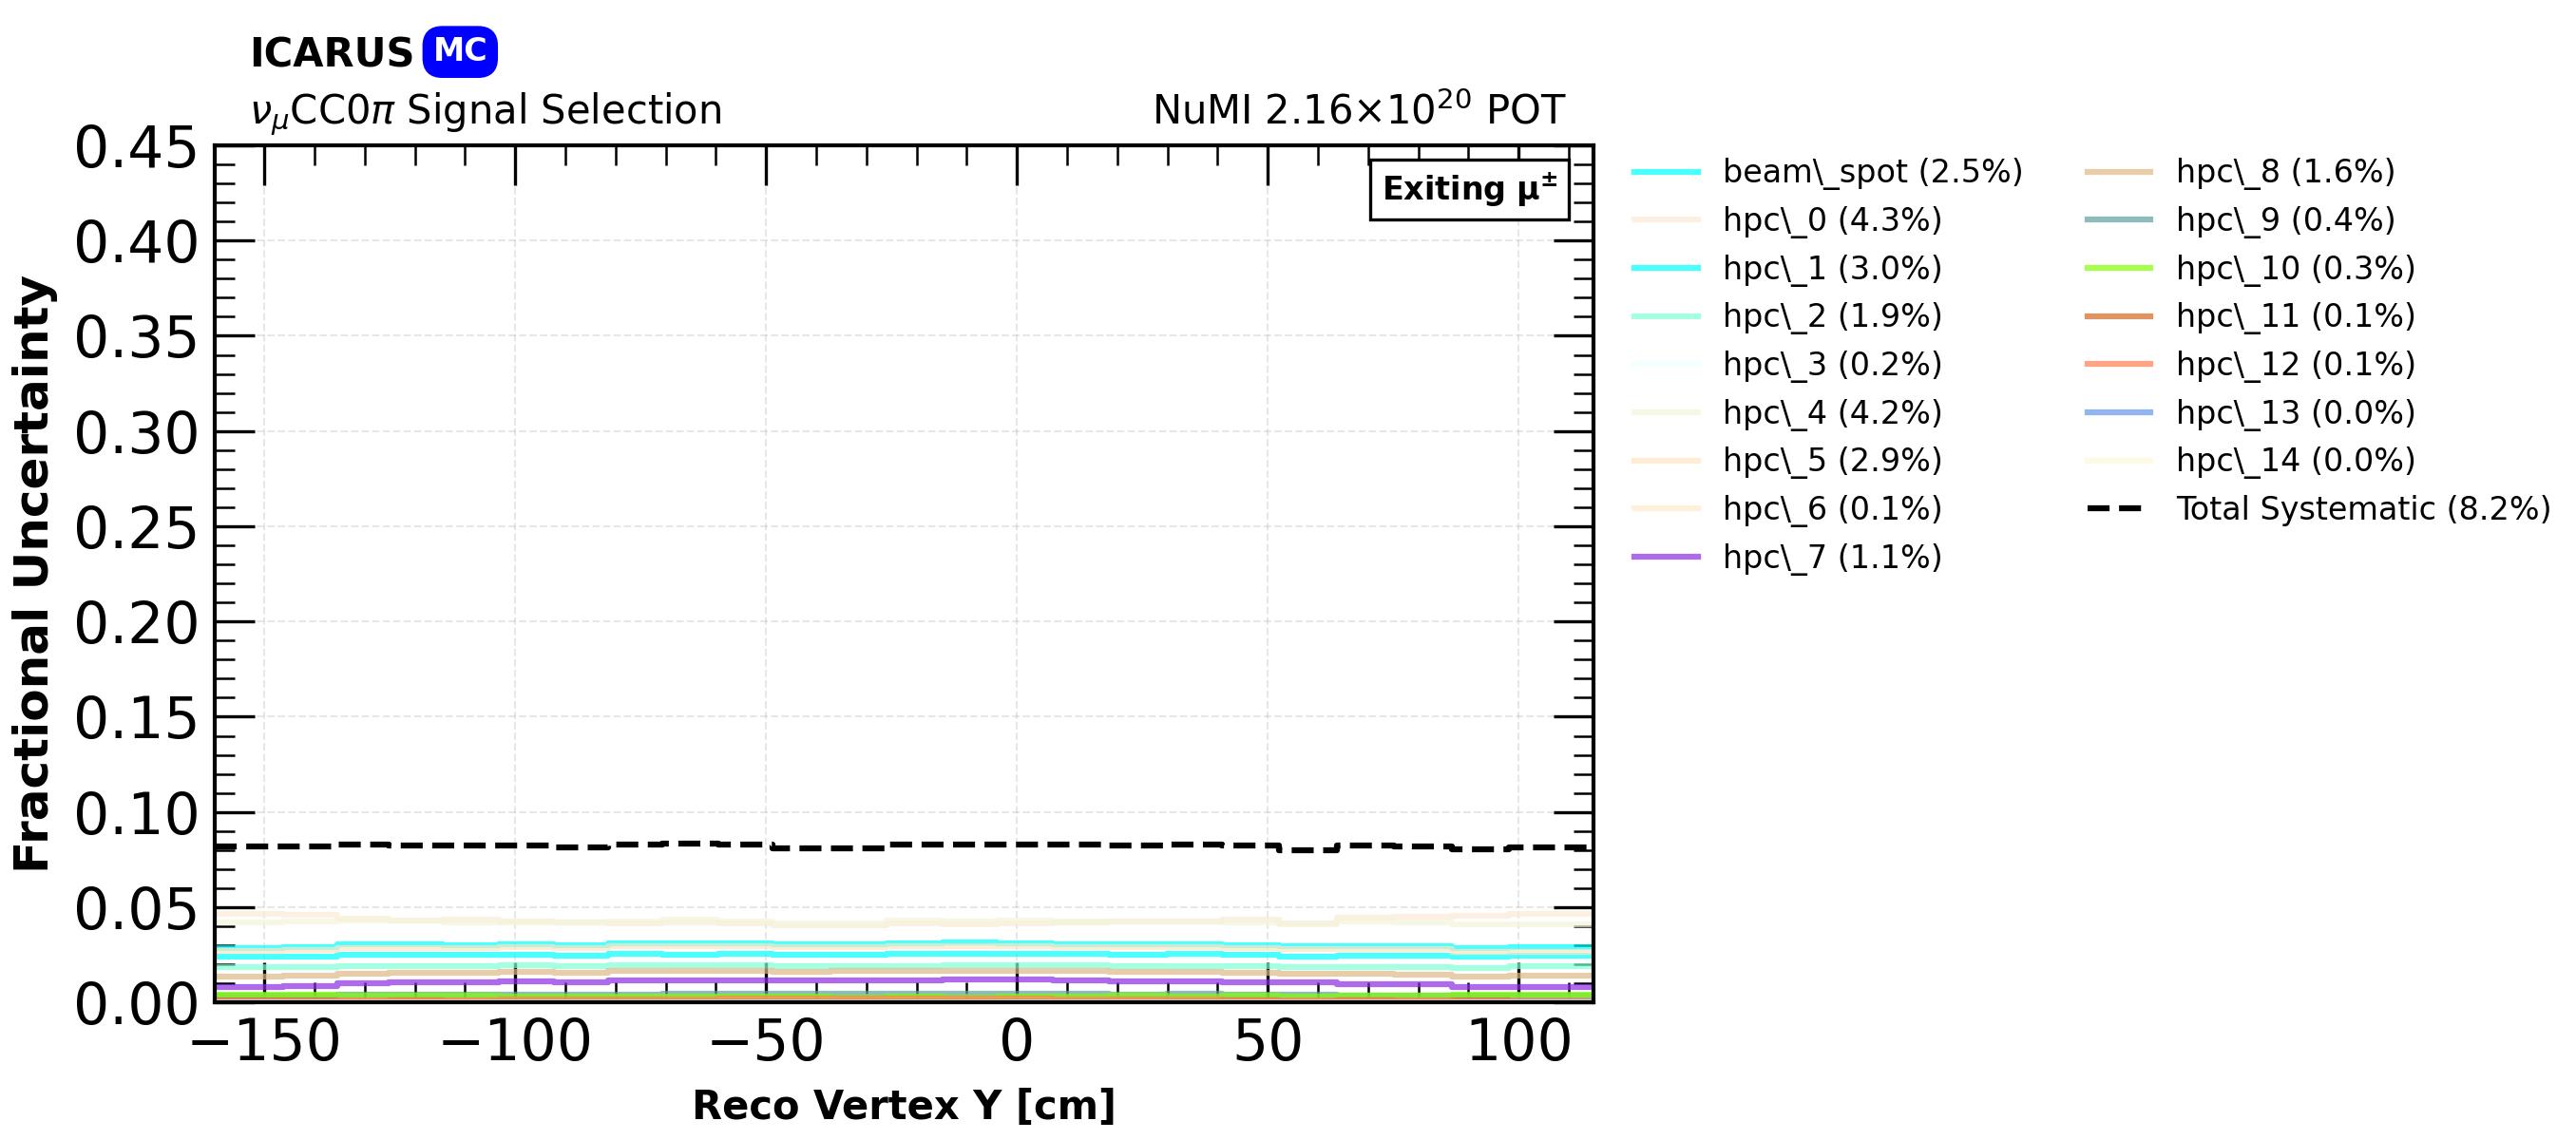 ICARUS MC
νμCC0π Signal Selection
NuMI 2.16×10²⁰ POT
Exiting μ±
Fractional Uncertainty
0.45
0.40
0.35
0.30
0.25
0.20
0.15
0.10
0.05
0.00
−150 −100 −50 0 50 100
Reco Vertex Y [cm]
beam\_spot (2.5%)
hpc\_0 (4.3%)
hpc\_1 (3.0%)
hpc\_2 (1.9%)
hpc\_3 (0.2%)
hpc\_4 (4.2%)
hpc\_5 (2.9%)
hpc\_6 (0.1%)
hpc\_7 (1.1%)
hpc\_8 (1.6%)
hpc\_9 (0.4%)
hpc\_10 (0.3%)
hpc\_11 (0.1%)
hpc\_12 (0.1%)
hpc\_13 (0.0%)
hpc\_14 (0.0%)
Total Systematic (8.2%)